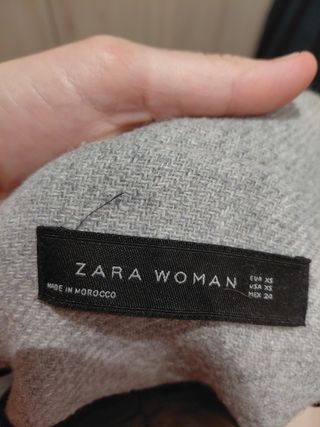 ZARA WOMAN
MADE IN MOROCCO
EUR XS
USA XS
MEX 24